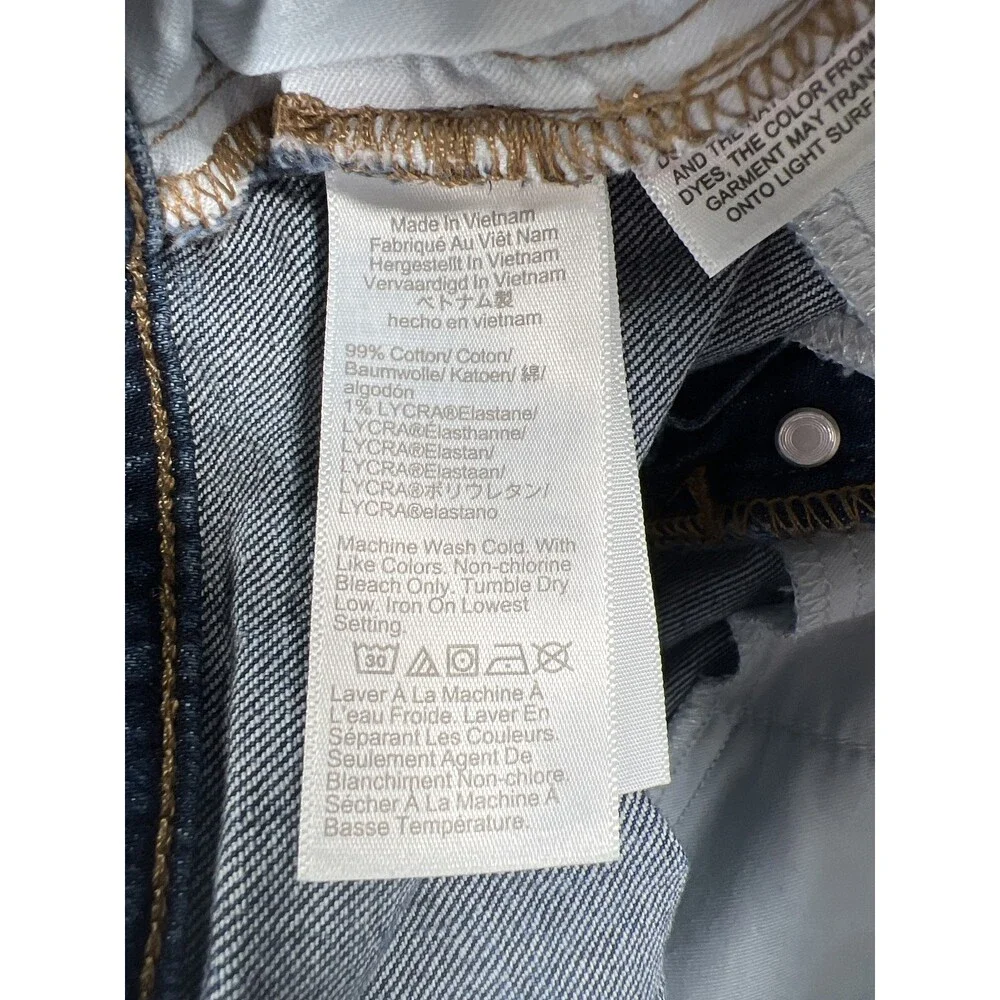 Made In Vietnam
Fabriqué Au Viêt Nam
Hergestellt In Vietnam
Vervaardigd In Vietnam
ベトナム製
hecho en vietnam
99% Cotton/ Coton/
Baumwolle/ Katoen/ 綿/
algodón
1% LYCRA®Elastane/
LYCRA®Élasthanne/
LYCRA®Elastan/
LYCRA®Elastaan/
LYCRA®ポリウレタン/
LYCRA®elastano
Machine Wash Cold. With
Like Colors. Non-chlorine
Bleach Only. Tumble Dry
Low. Iron On Lowest
Setting.
30
Laver À La Machine À
L'eau Froide. Laver En
Séparant Les Couleurs
Seulement Agent De
Blanchiment Non-chlore.
Sécher À La Machine À
Basse Température.
AND THE
DYES, THE COLOR FROM
GARMENT MAY TRAN
ONTO LIGHT SURF